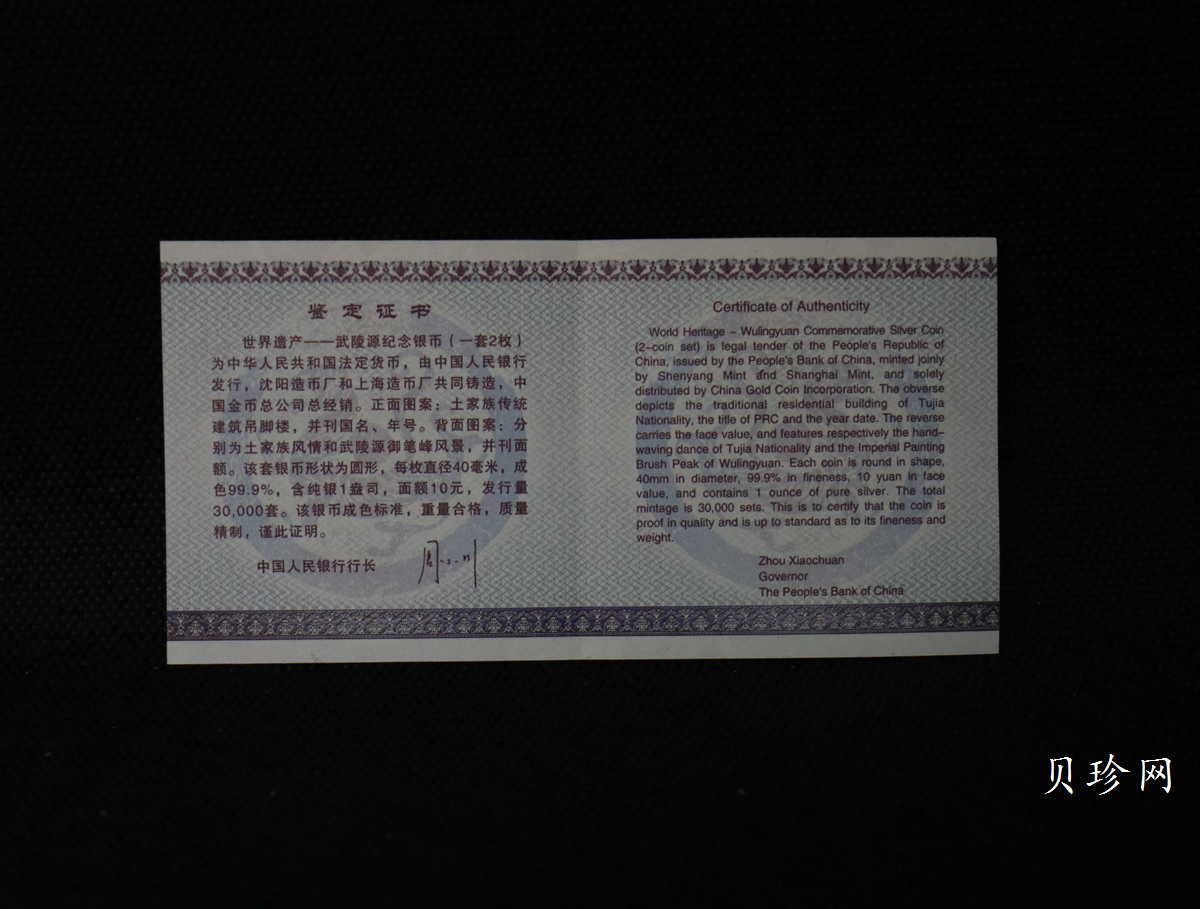 鉴定证书
世界遗产——武陵源纪念银币（一套2枚）
为中华人民共和国法定货币，由中国人民银行
发行，沈阳造币厂和上海造币厂共同铸造，中
国金币总公司总经销。正面图案：土家族传统
建筑吊脚楼，并刊国名、年号。背面图案：分
别为土家族风情和武陵源御笔峰风景，并刊面
额。该套银币形状为圆形，每枚直径40毫米，成
色99.9%，含纯银1盎司，面额10元，发行量
30,000套。该银币成色标准，重量合格，质量
精制，谨此证明。
中国人民银行行长 周小川
Certificate of Authenticity
World Heritage – Wulingyuan Commemorative Silver Coin
(2–coin set) is legal tender of the People's Republic of
China, issued by the People's Bank of China, minted joinly
by Shenyang Mint and Shanghai Mint, and solely
distributed by China Gold Coin Incorporation. The obverse
depicts the traditional residential building of Tujia
Nationality, the title of PRC and the year date. The reverse
carries the face value, and features respectively the hand–
waving dance of Tujia Nationality and the Imperial Painting
Brush Peak of Wulingyuan. Each coin is round in shape,
40mm in diameter, 99.9% in fineness, 10 yuan in face
value, and contains 1 ounce of pure silver. The total
mintage is 30,000 sets. This is to certify that the coin is
proof in quality and is up to standard as to its fineness and
weight.
Zhou Xiaochuan
Governor
The People's Bank of China
贝珍网